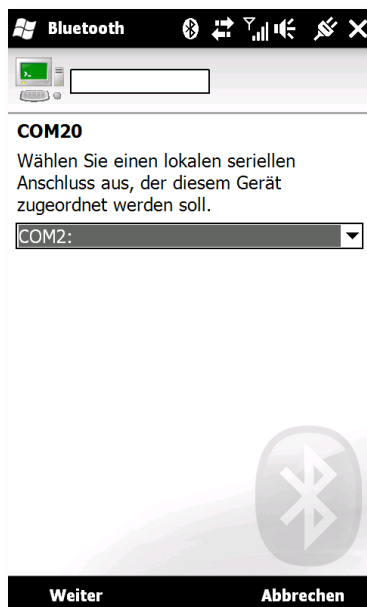 Bluetooth
COM20
Wählen Sie einen lokalen seriellen
Anschluss aus, der diesem Gerät
zugeordnet werden soll.
COM2:
Weiter Abbrechen